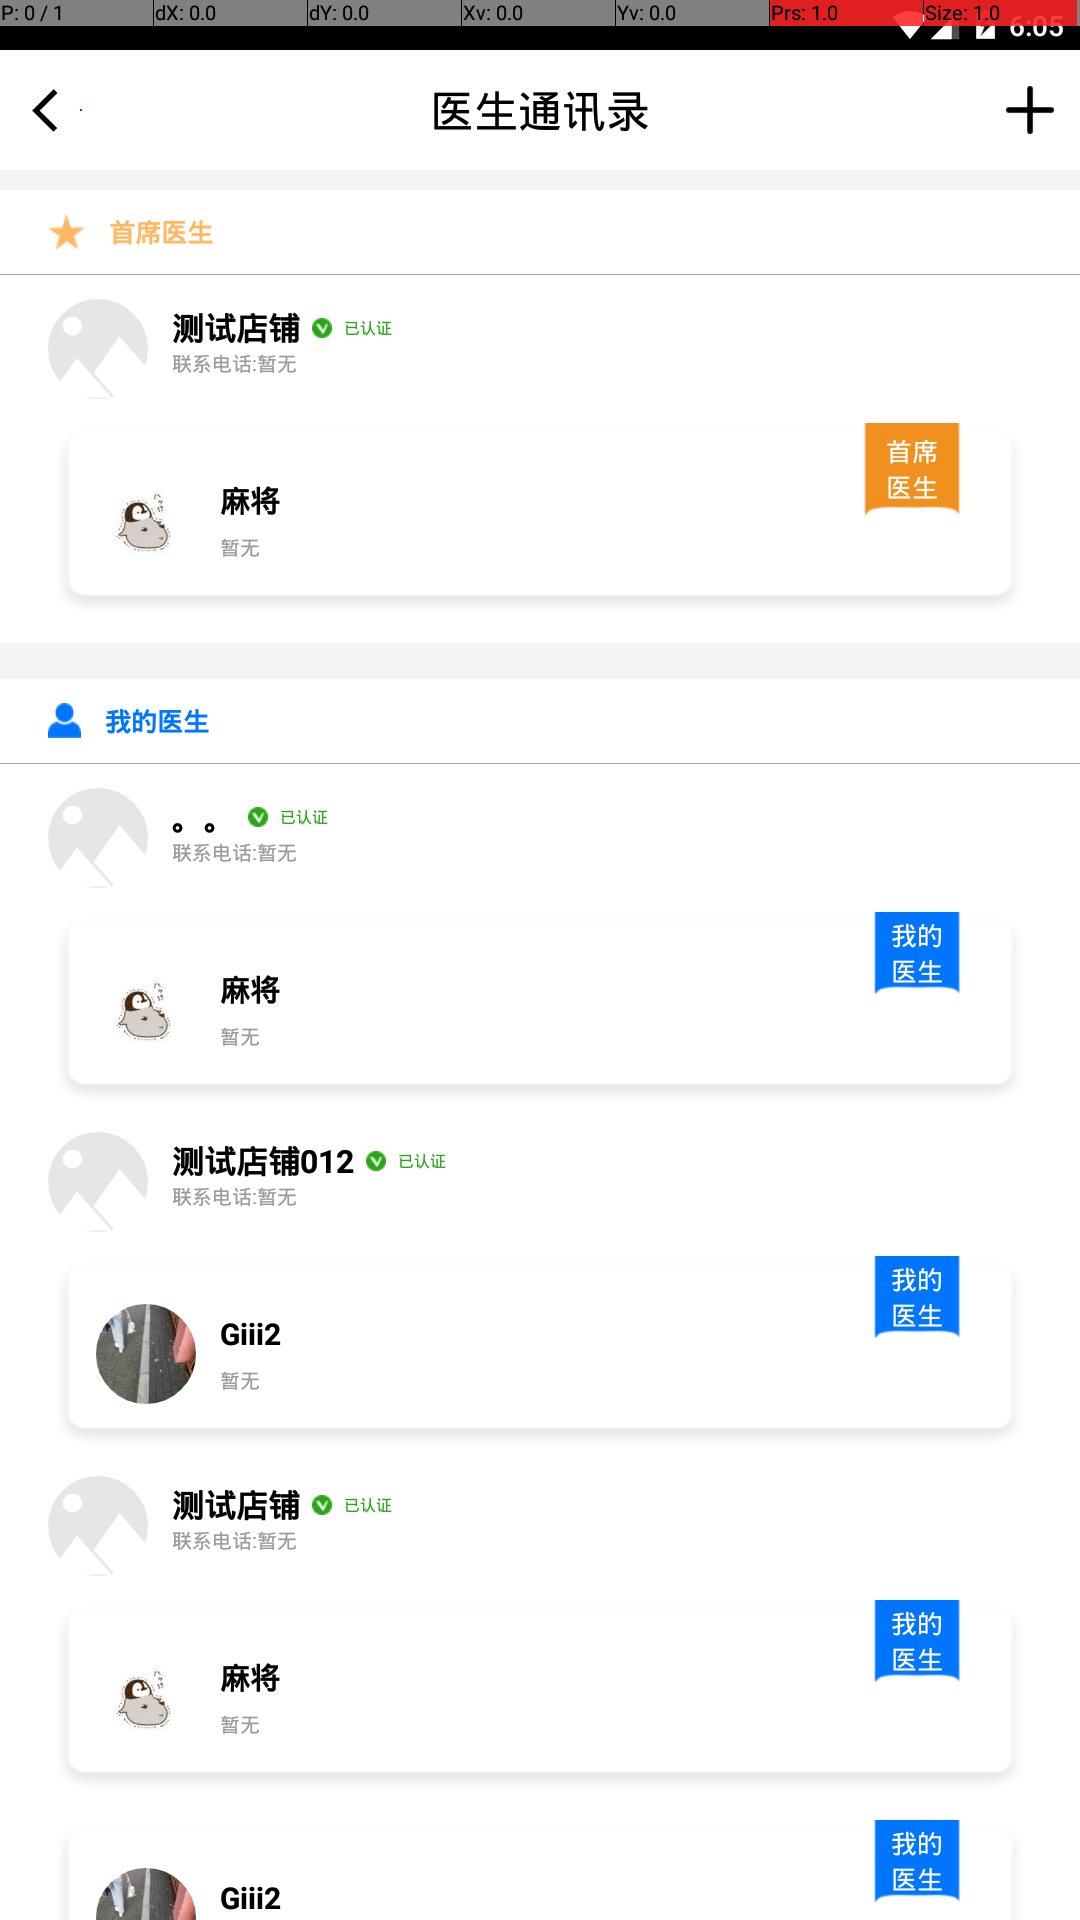 P: 0 / 1 dX: 0.0 dY: 0.0 Xv: 0.0 Yv: 0.0 Prs: 1.0 Size: 1.0
6:05
医生通讯录
首席医生
测试店铺 已认证
联系电话:暂无
首席
医生
麻将
暂无
我的医生
。。 已认证
联系电话:暂无
我的
医生
麻将
暂无
测试店铺012 已认证
联系电话:暂无
我的
医生
Giii2
暂无
测试店铺 已认证
联系电话:暂无
我的
医生
麻将
暂无
我的
医生
Giii2